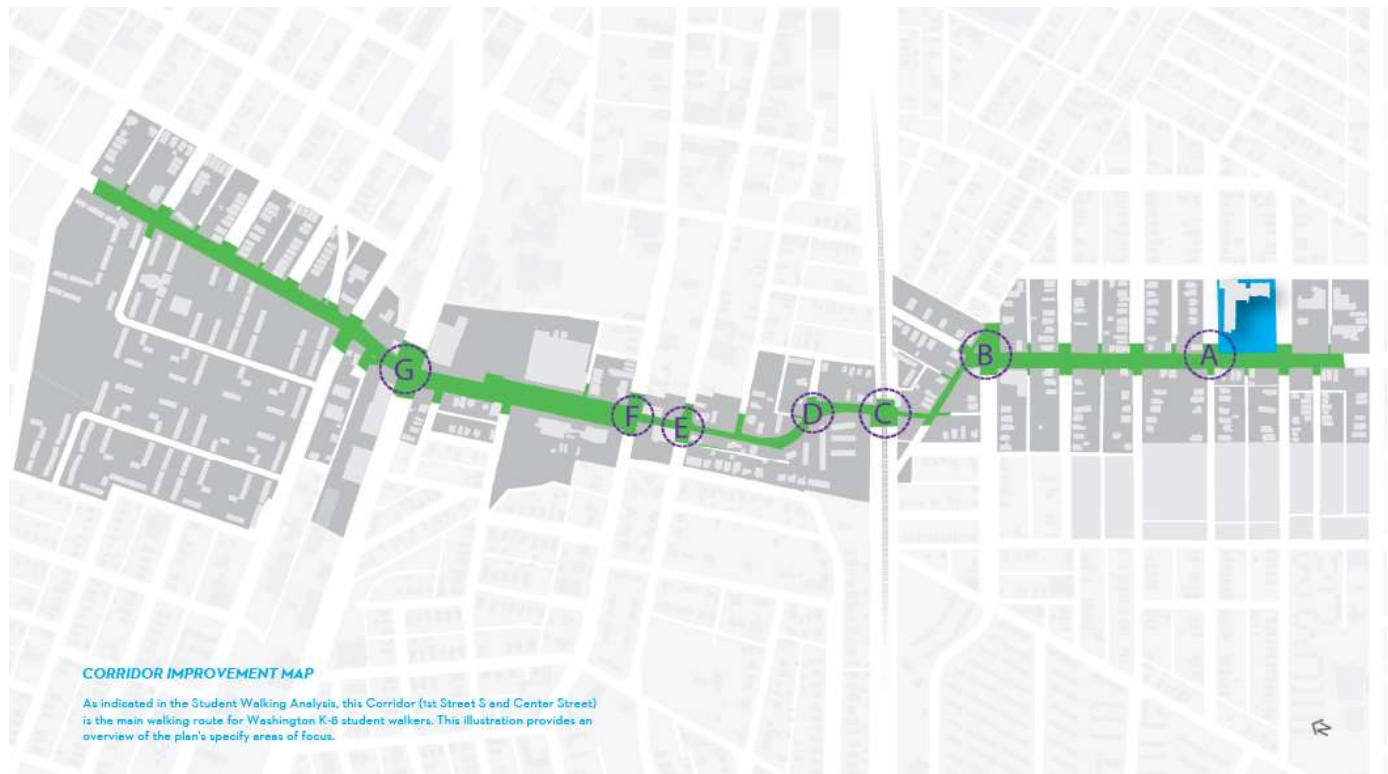 G
F
E
D
C
B
A
CORRIDOR IMPROVEMENT MAP
As indicated in the Student Walking Analysis, this Corridor (1st Street S and Center Street)
is the main walking route for Washington K-8 student walkers. This illustration provides an
overview of the plan's specify areas of focus.